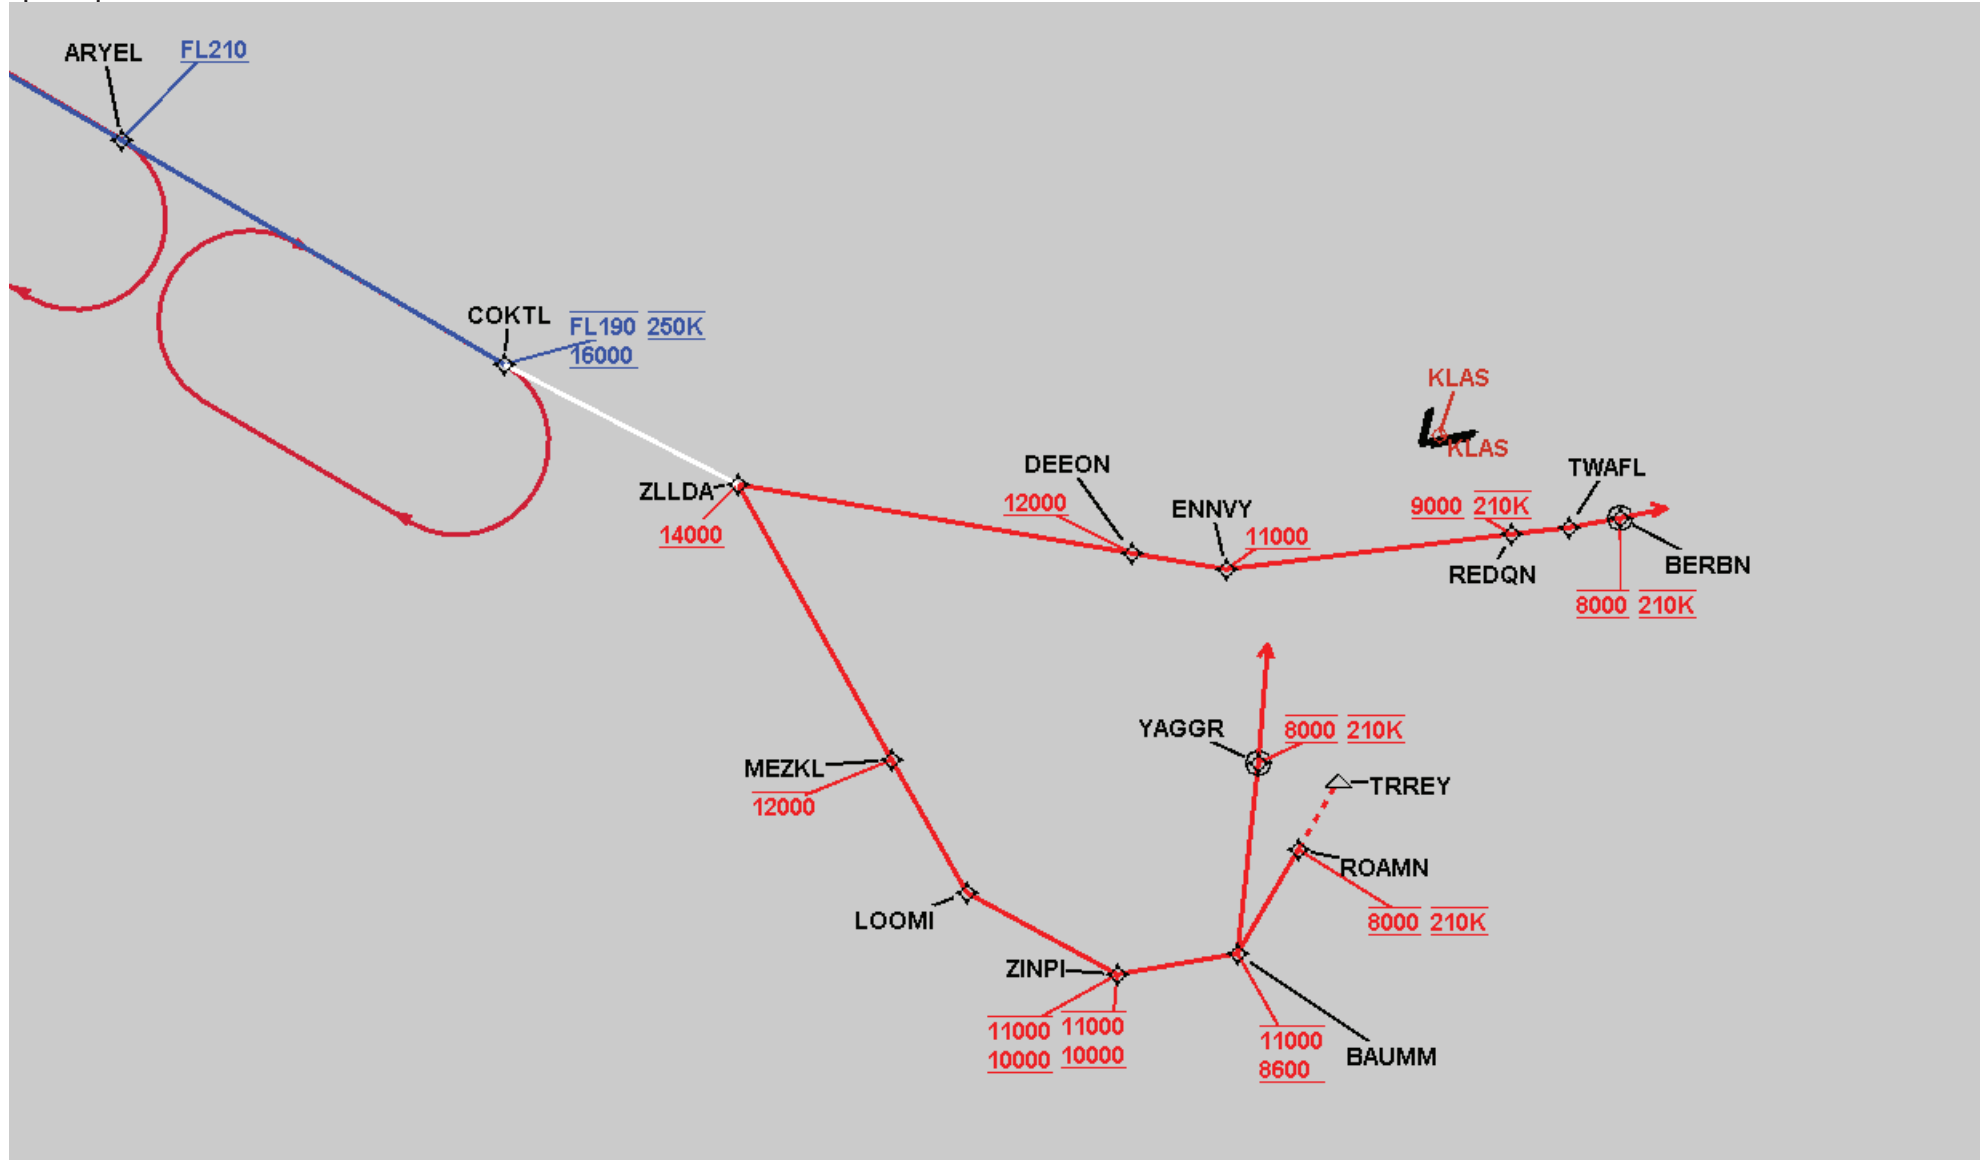 ARYEL
FL210
COKTL
FL190 250K
16000
KLAS
KLAS
ZLLDA
14000
DEEON
12000
ENNVY
11000
TWAFL
9000 210K
REDQN
BERBN
8000 210K
YAGGR
8000 210K
MEZKL
12000
TRREY
ROAMN
8000 210K
LOOMI
ZINPI
11000 11000
10000 10000
11000
8600
BAUMM